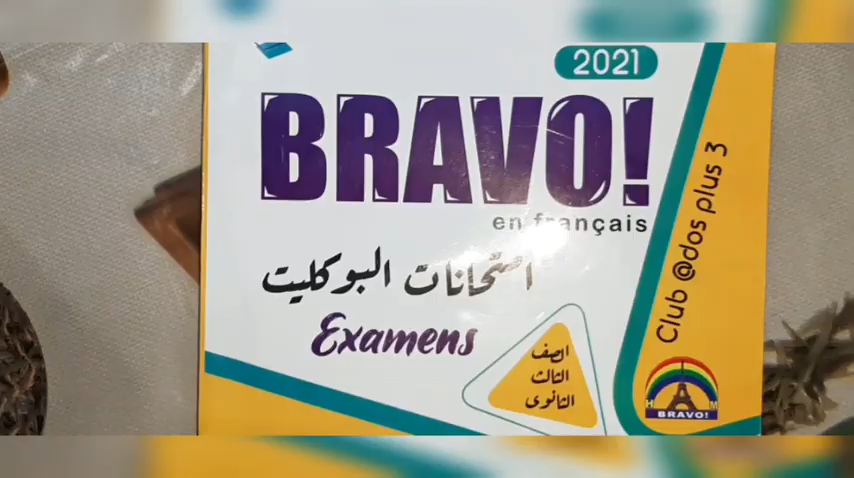 2021
BRAVO!
en français
امتحانات البوكليت
Examens
الصف
الثالث
الثانوى
Club @dos plus 3
H M
BRAVO!